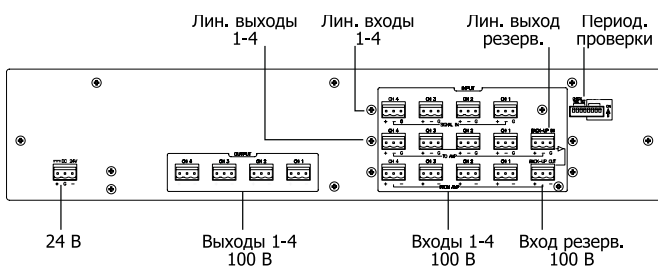 Лин. выходы
1-4
Лин. входы
1-4
Лин. выход
резерв.
Период.
проверки
INPUT
CH 4 CH 3 CH 2 CH 1
+ - G + - G + - G + - G
SIGNAL IN
ON
CH 4 CH 3 CH 2 CH 1 BACK-UP IN
+ - G + - G + - G + - G + - G
TO AMP
DC 24V
+ G -
OUTPUT
CH 4 CH 3 CH 2 CH 1
CH 4 CH 3 CH 2 CH 1 BACK-UP OUT
+ - + - + - + - + -
FROM AMP
24 В
Выходы 1-4
100 В
Входы 1-4
100 В
Вход резерв.
100 В